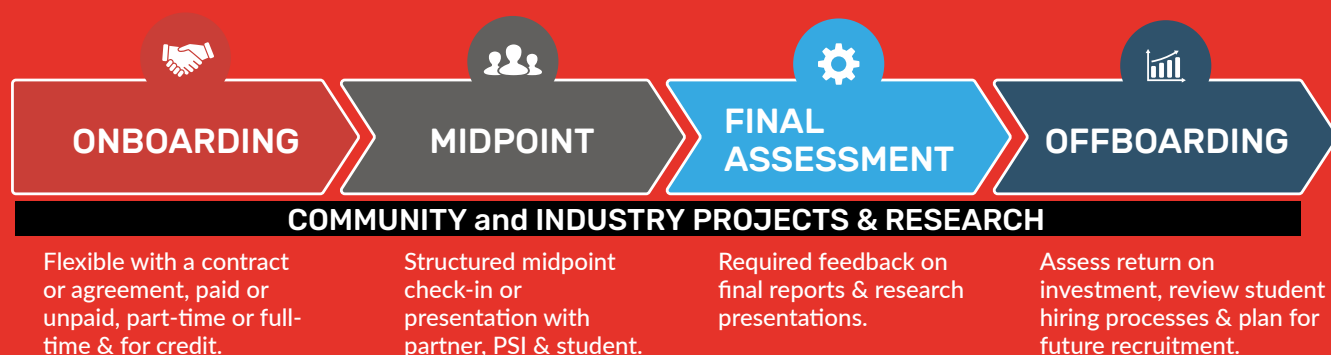 ONBOARDING
MIDPOINT
FINAL
ASSESSMENT
OFFBOARDING
COMMUNITY and INDUSTRY PROJECTS & RESEARCH
Flexible with a contract
or agreement, paid or
unpaid, part-time or full-
time & for credit.
Structured midpoint
check-in or
presentation with
partner, PSI & student.
Required feedback on
final reports & research
presentations.
Assess return on
investment, review student
hiring processes & plan for
future recruitment.